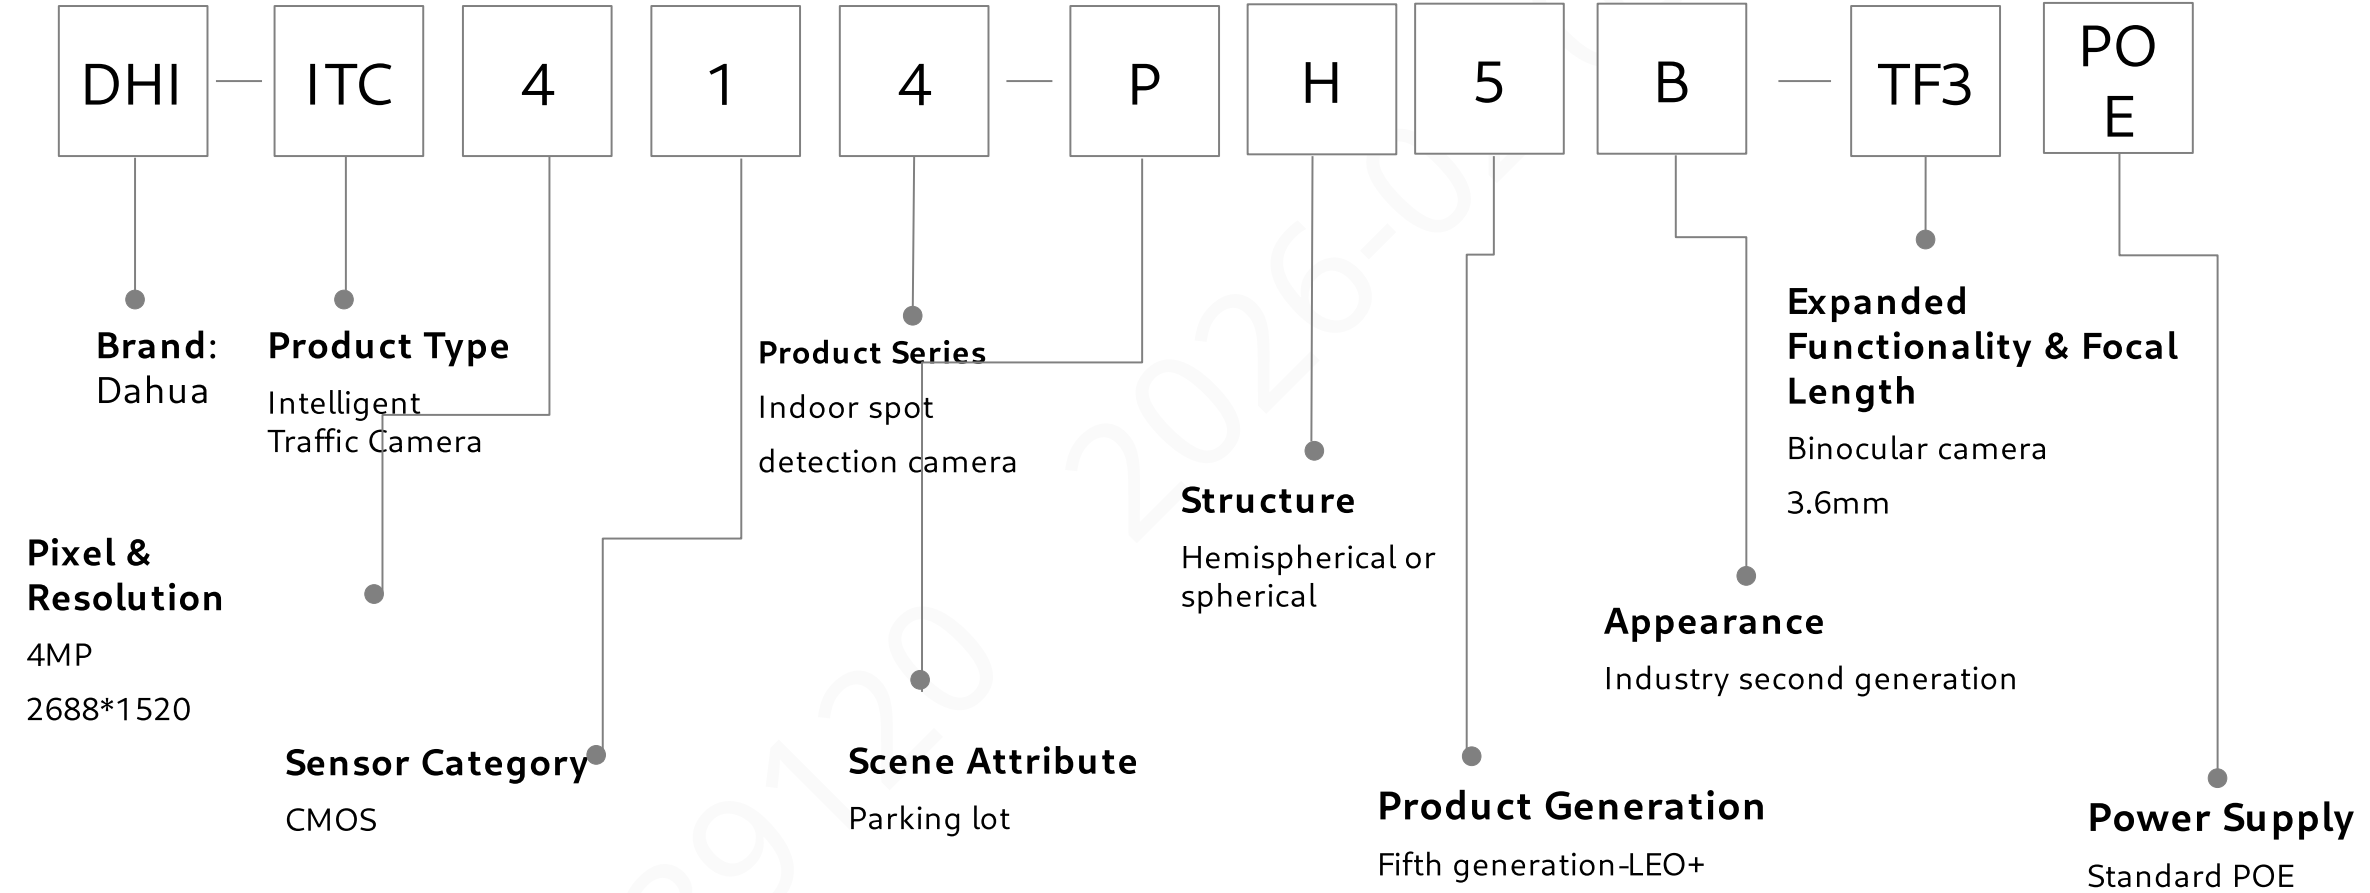 DHI — ITC 4 1 4 — P H 5 B — TF3 PO
E
Brand:
Dahua
Product Type
Intelligent
Traffic Camera
Product Series
Indoor spot
detection camera
Expanded
Functionality & Focal
Length
Binocular camera
3.6mm
Structure
Hemispherical or
spherical
Pixel &
Resolution
4MP
2688*1520
Appearance
Industry second generation
Sensor Category
CMOS
Scene Attribute
Parking lot
Product Generation
Fifth generation-LEO+
Power Supply
Standard POE